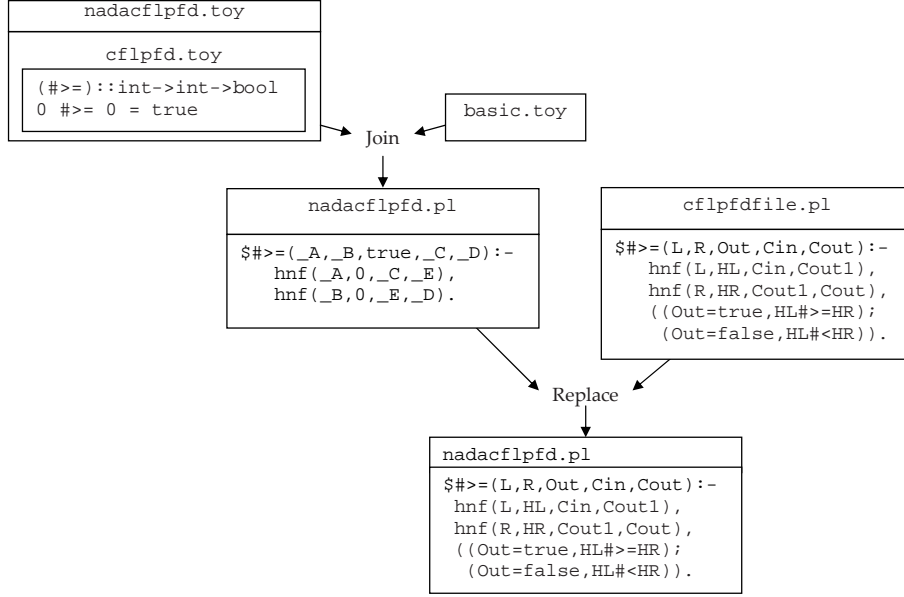 nadacflpfd.toy
cflpfd.toy
(#>=)::int->int->bool
0 #>= 0 = true
basic.toy
Join
nadacflpfd.pl
$#>=(_A,_B,true,_C,_D):-
hnf(_A,0,_C,_E),
hnf(_B,0,_E,_D).
cflpfdfile.pl
$#>=(L,R,Out,Cin,Cout):-
hnf(L,HL,Cin,Cout1),
hnf(R,HR,Cout1,Cout),
((Out=true,HL#>=HR);
(Out=false,HL#<HR)).
Replace
nadacflpfd.pl
$#>=(L,R,Out,Cin,Cout):-
hnf(L,HL,Cin,Cout1),
hnf(R,HR,Cout1,Cout),
((Out=true,HL#>=HR);
(Out=false,HL#<HR)).